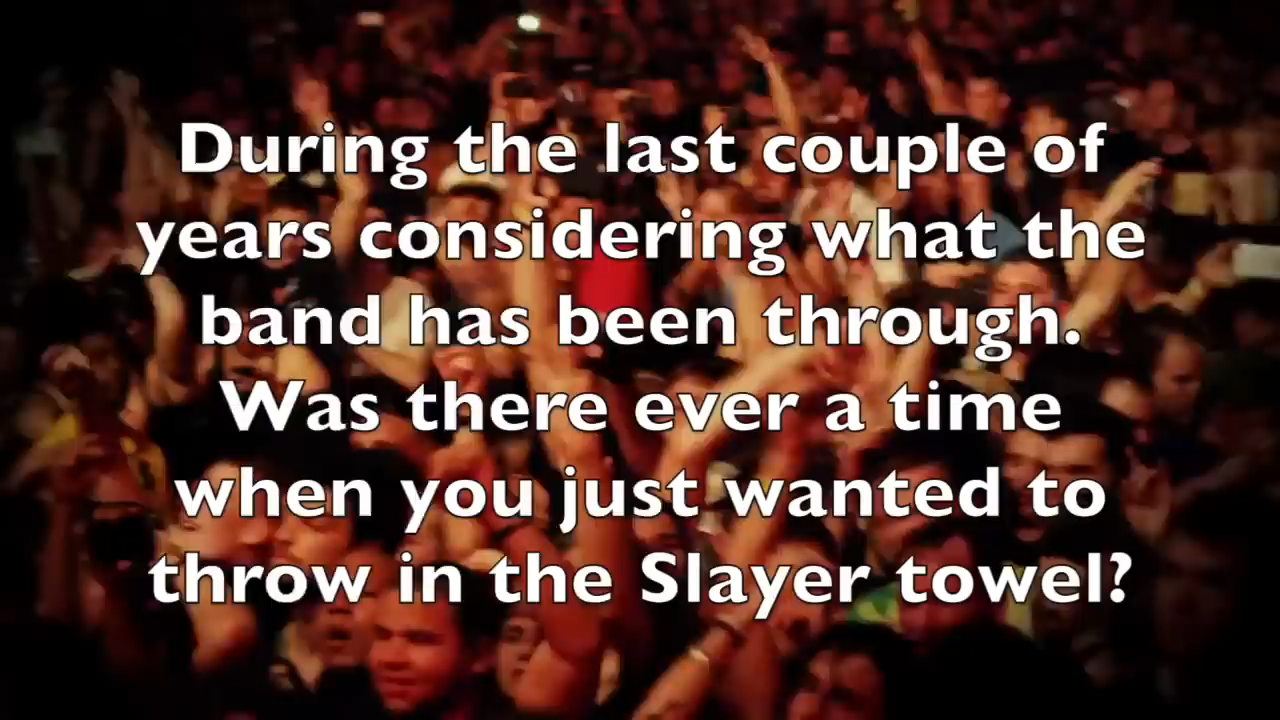 During the last couple of
years considering what the
band has been through.
Was there ever a time
when you just wanted to
throw in the Slayer towel?